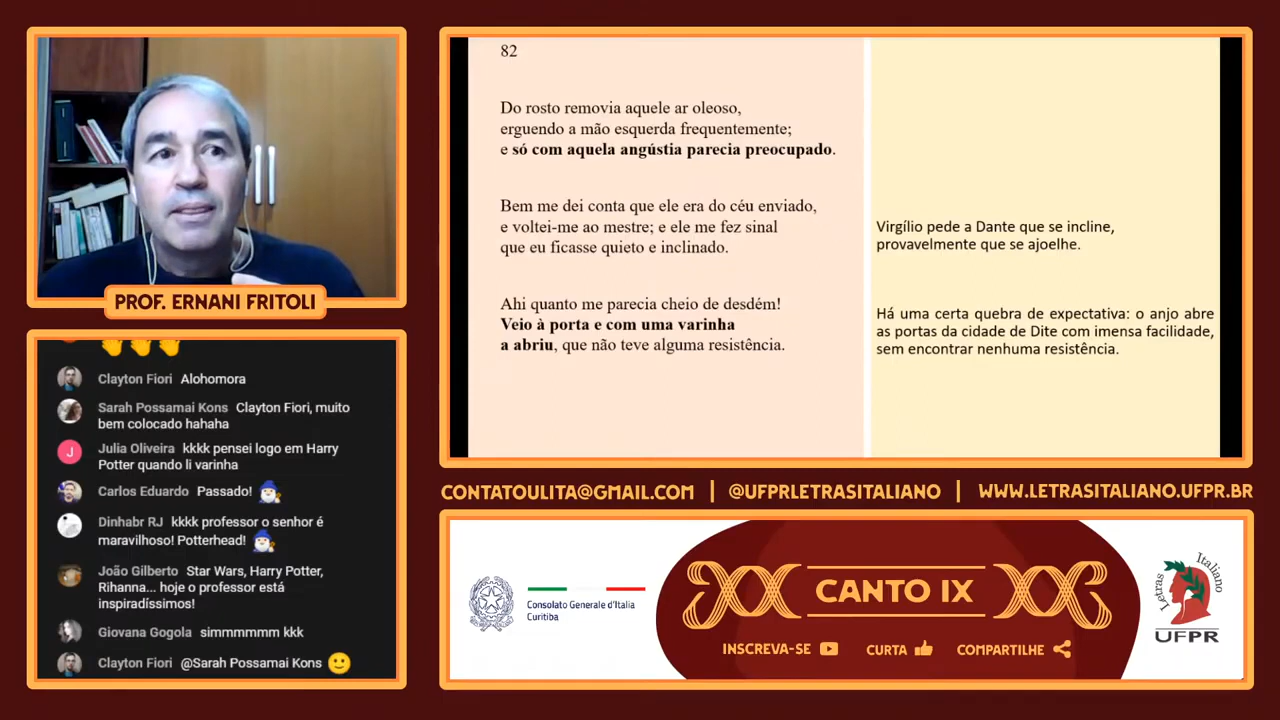 82
Do rosto removia aquele ar oleoso,
erguendo a mão esquerda frequentemente;
e só com aquela angústia parecia preocupado.
Bem me dei conta que ele era do céu enviado,
e voltei-me ao mestre; e ele me fez sinal
que eu ficasse quieto e inclinado.
Ahi quanto me parecia cheio de desdém!
Veio à porta e com uma varinha
a abriu, que não teve alguma resistência.
Virgílio pede a Dante que se incline,
provavelmente que se ajoelhe.
Há uma certa quebra de expectativa: o anjo abre
as portas da cidade de Dite com imensa facilidade,
sem encontrar nenhuma resistência.
PROF. ERNANI FRITOLI
Clayton Fiori Alohomora
Sarah Possamai Kons Clayton Fiori, muito
bem colocado hahaha
J
Julia Oliveira kkkk pensei logo em Harry
Potter quando li varinha
Carlos Eduardo Passado!
Dinhabr RJ kkkk professor o senhor é
maravilhoso! Potterhead!
João Gilberto Star Wars, Harry Potter,
Rihanna... hoje o professor está
inspiradíssimos!
Giovana Gogola simmmmmm kkk
Clayton Fiori @Sarah Possamai Kons
CONTATOULITA@GMAIL.COM | @UFPRLETRASITALIANO | WWW.LETRASITALIANO.UFPR.BR
Consolato Generale d'Italia
Curitiba
CANTO IX
INSCREVA-SE CURTA COMPARTILHE
Letras Italiano
UFPR